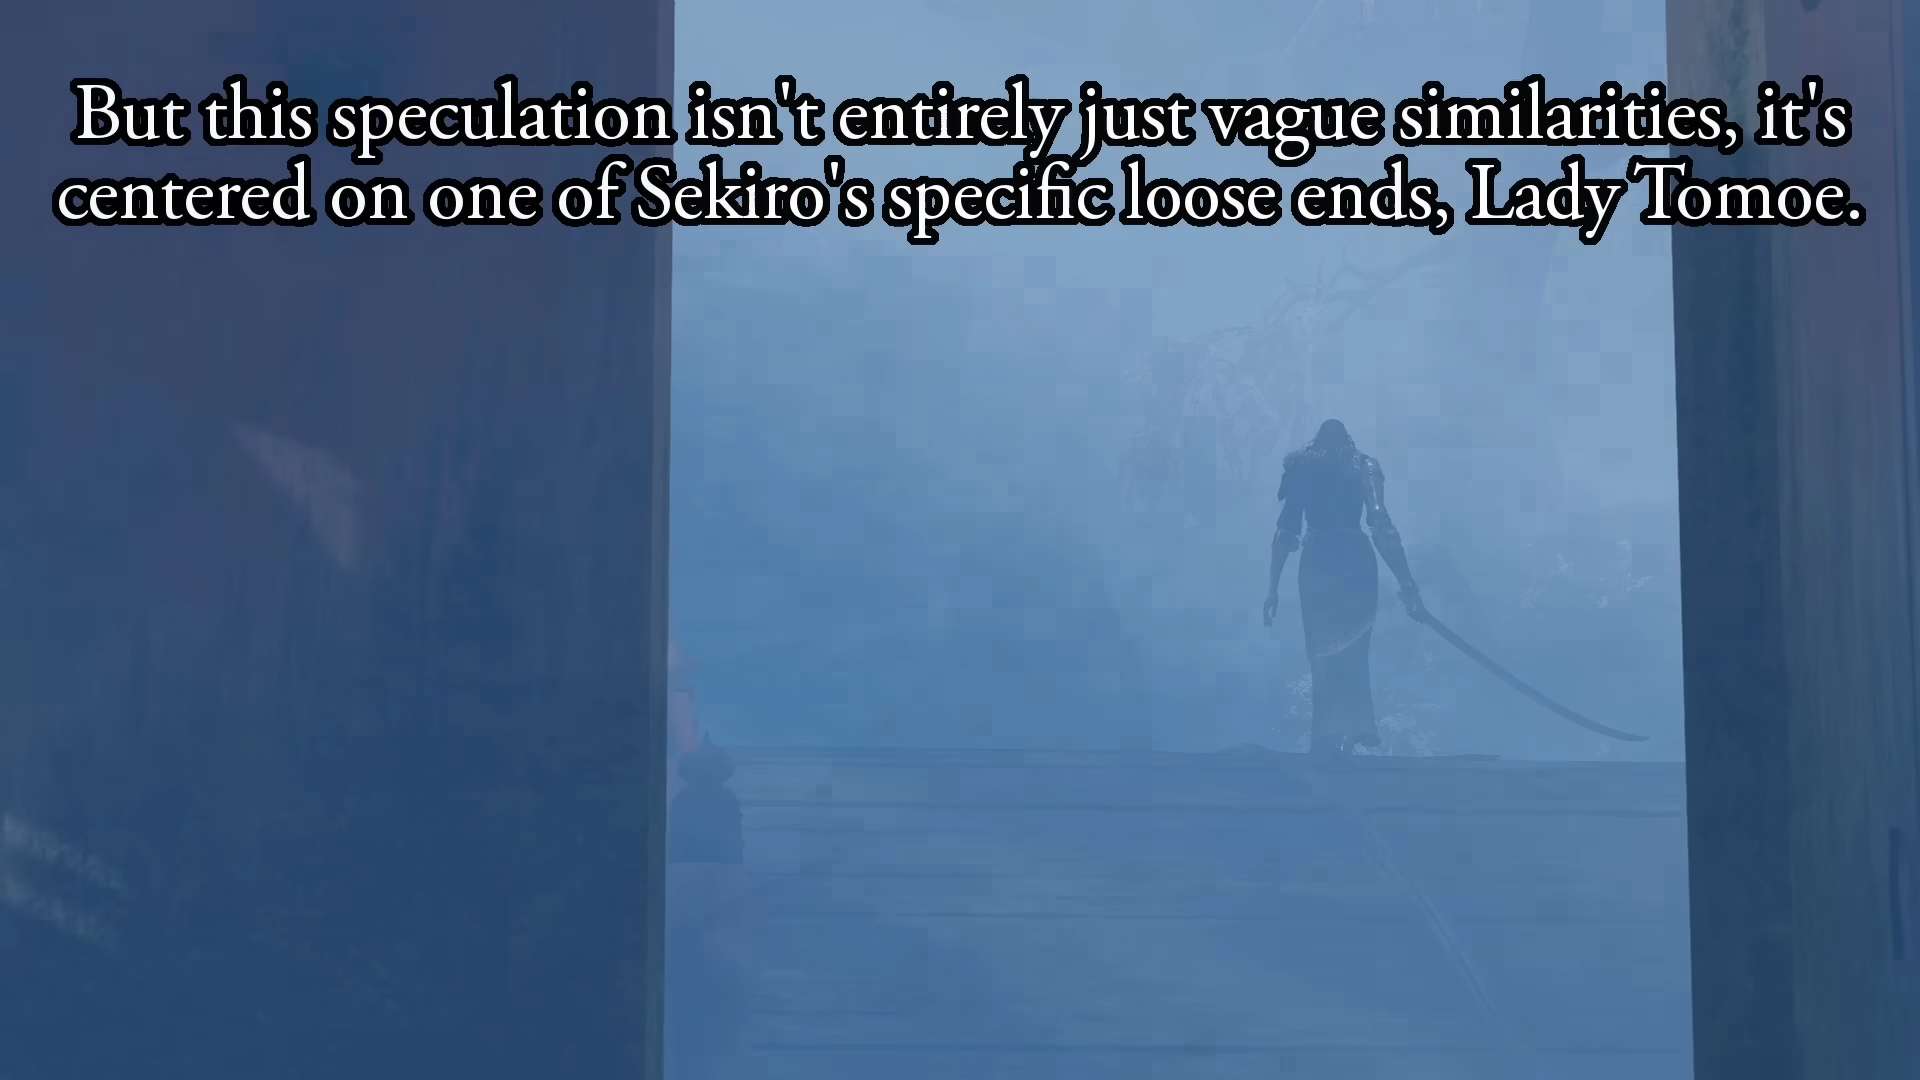 But this speculation isn't entirely just vague similarities, it's
centered on one of Sekiro's specific loose ends, Lady Tomoe.